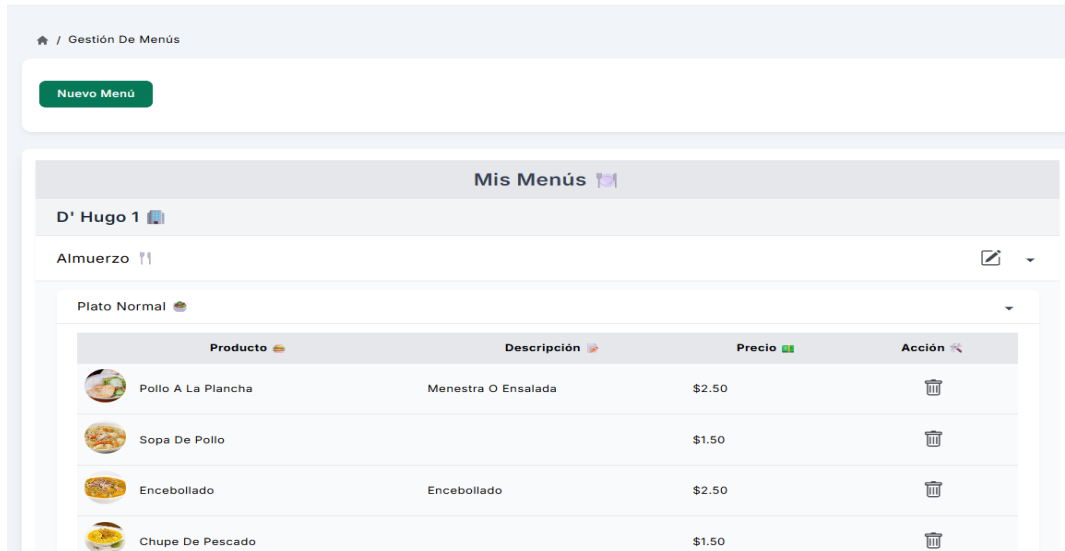 / Gestión De Menús
Nuevo Menú
Mis Menús
D' Hugo 1
Almuerzo
Plato Normal
Producto Descripción Precio Acción
Pollo A La Plancha Menestra O Ensalada $2.50
Sopa De Pollo $1.50
Encebollado Encebollado $2.50
Chupe De Pescado $1.50